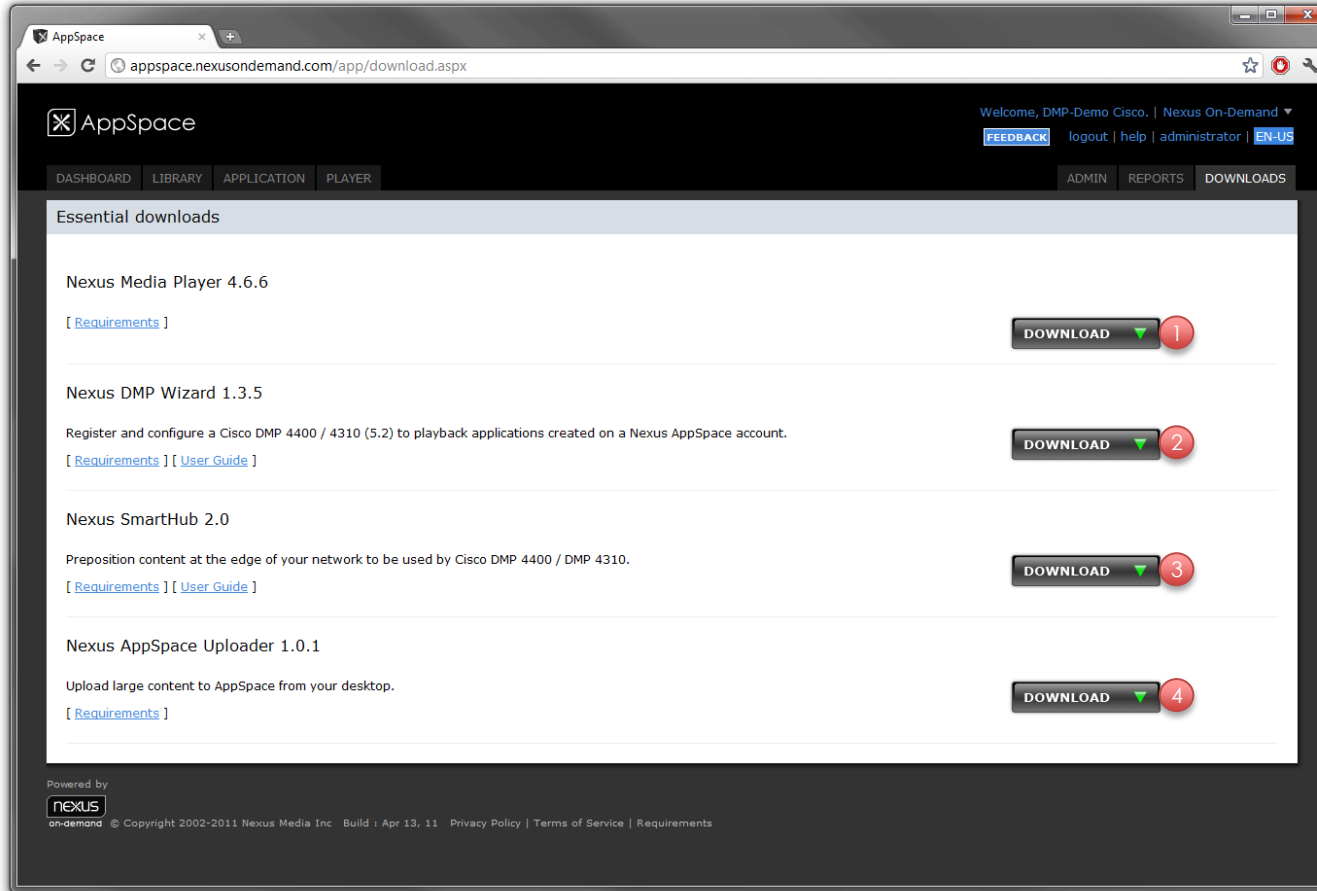 AppSpace
appspace.nexusondemand.com/app/download.aspx
AppSpace
Welcome, DMP-Demo Cisco. | Nexus On-Demand
FEEDBACK logout | help | administrator | EN-US
DASHBOARD LIBRARY APPLICATION PLAYER ADMIN REPORTS DOWNLOADS
Essential downloads
Nexus Media Player 4.6.6
[ Requirements ]
DOWNLOAD 1
Nexus DMP Wizard 1.3.5
Register and configure a Cisco DMP 4400 / 4310 (5.2) to playback applications created on a Nexus AppSpace account.
[ Requirements ] [ User Guide ]
DOWNLOAD 2
Nexus SmartHub 2.0
Preposition content at the edge of your network to be used by Cisco DMP 4400 / DMP 4310.
[ Requirements ] [ User Guide ]
DOWNLOAD 3
Nexus AppSpace Uploader 1.0.1
Upload large content to AppSpace from your desktop.
[ Requirements ]
DOWNLOAD 4
Powered by
nexus
on-demand © Copyright 2002-2011 Nexus Media Inc Build : Apr 13, 11 Privacy Policy | Terms of Service | Requirements